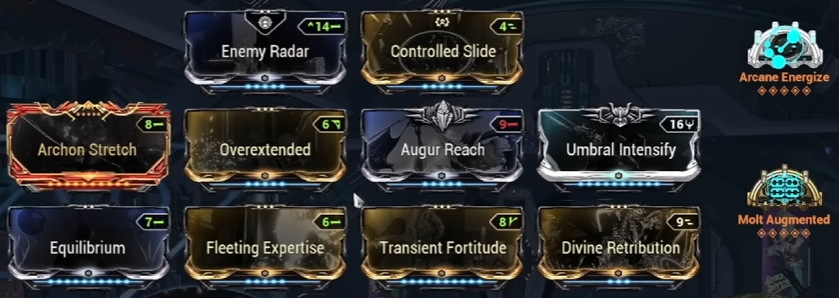 ^14
Enemy Radar
4
Controlled Slide
Arcane Energize
8
Archon Stretch
6
Overextended
9
Augur Reach
16
Umbral Intensify
Molt Augmented
7
Equilibrium
6
Fleeting Expertise
8
Transient Fortitude
9
Divine Retribution